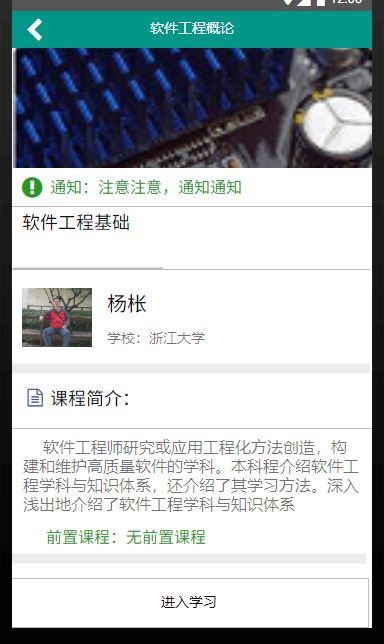 软件工程概论
通知：注意注意，通知通知
软件工程基础
杨枨
学校：浙江大学
课程简介：
软件工程师研究或应用工程化方法创造，构
建和维护高质量软件的学科。本科程介绍软件工
程学科与知识体系，还介绍了其学习方法。深入
浅出地介绍了软件工程学科与知识体系
前置课程：无前置课程
进入学习